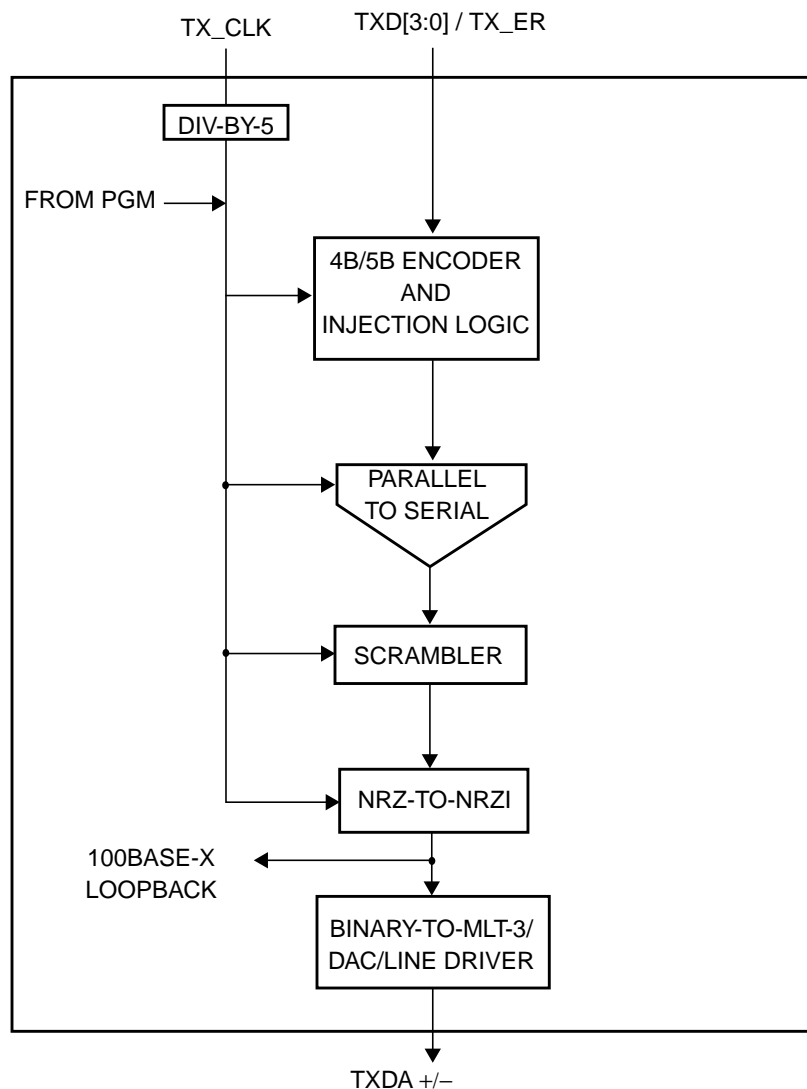 TX_CLK
TXD[3:0] / TX_ER
DIV-BY-5
FROM PGM
4B/5B ENCODER
AND
INJECTION LOGIC
PARALLEL
TO SERIAL
SCRAMBLER
NRZ-TO-NRZI
100BASE-X
LOOPBACK
BINARY-TO-MLT-3/
DAC/LINE DRIVER
TXDA +/−